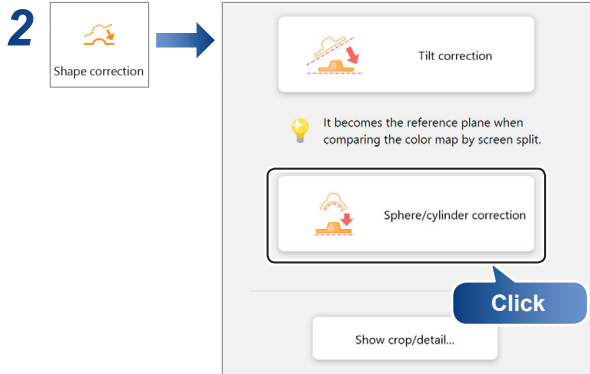 2
Shape correction
Tilt correction
It becomes the reference plane when
comparing the color map by screen split.
Sphere/cylinder correction
Click
Show crop/detail...